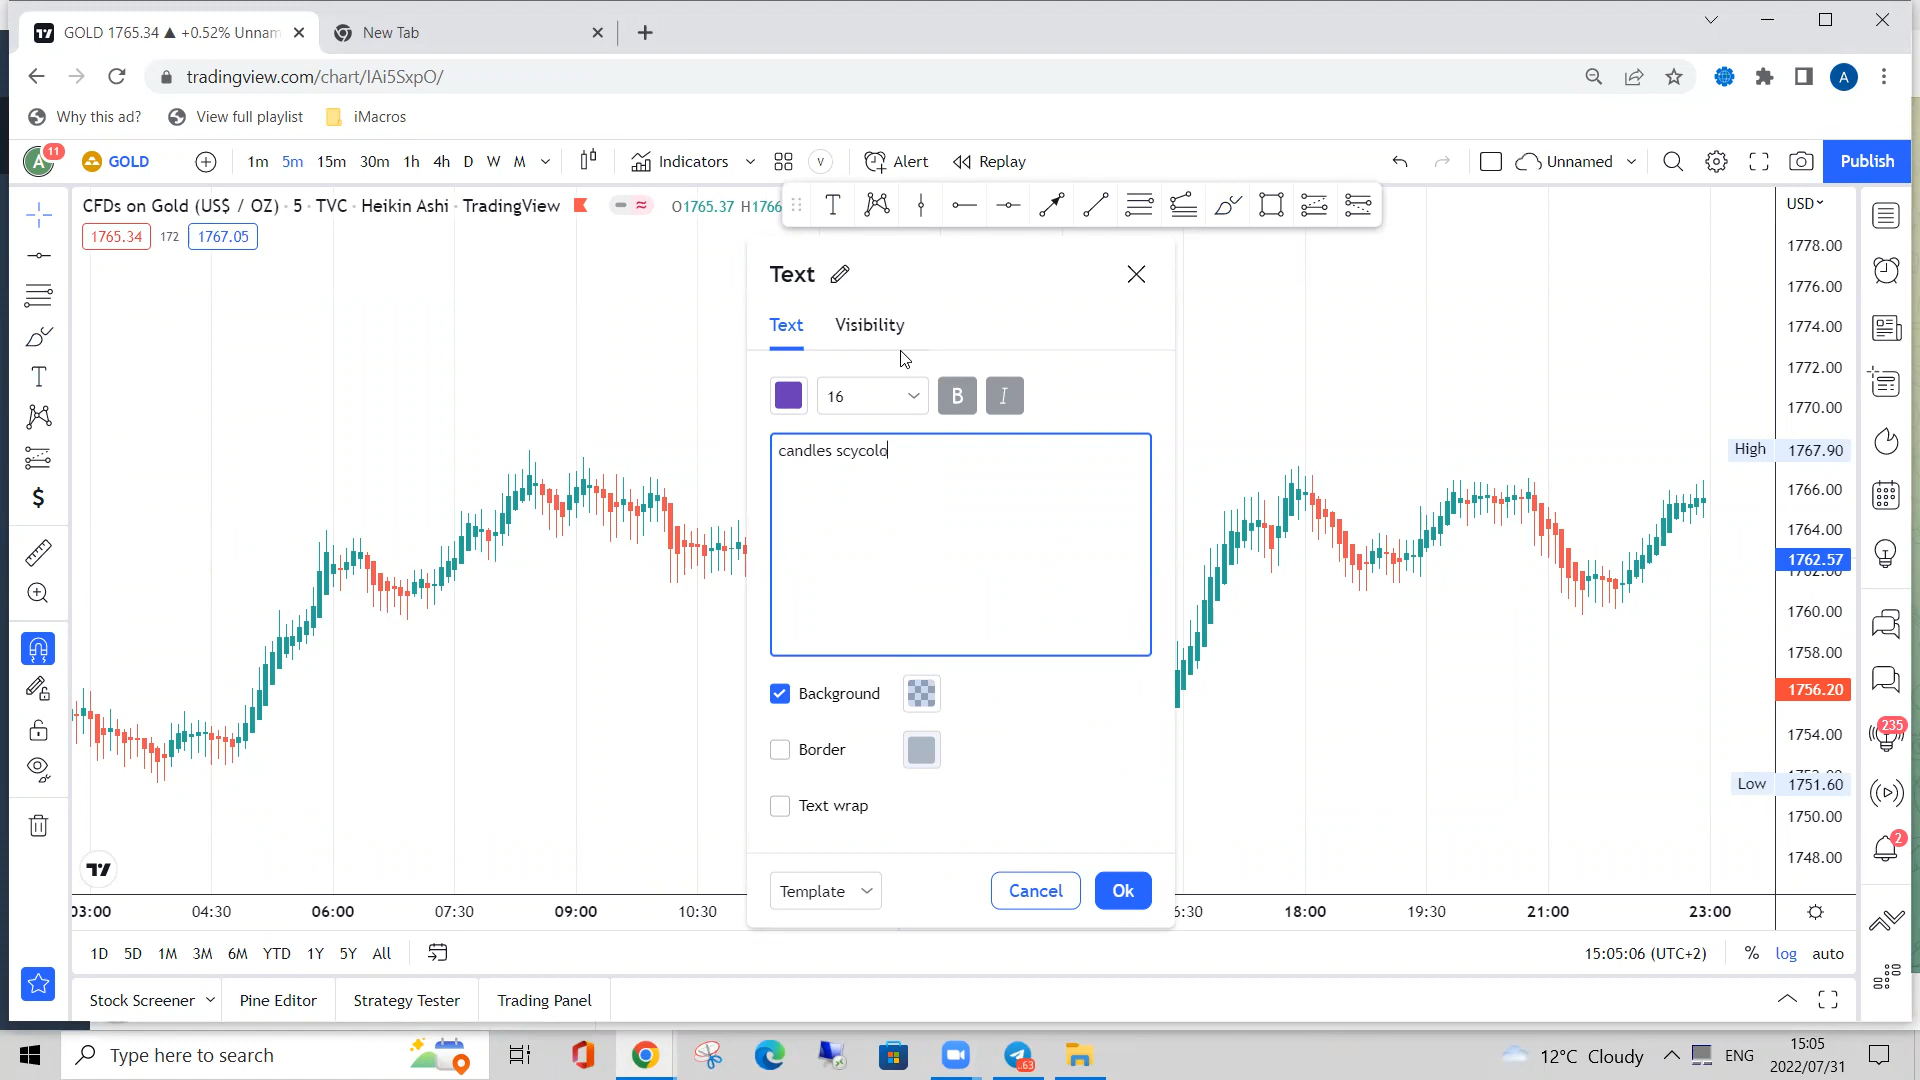 GOLD 1765.34 ▲ +0.52% Unnam
New Tab
tradingview.com/chart/IAi5SxpO/
A
Why this ad?
View full playlist
iMacros
A
11
GOLD
1m 5m 15m 30m 1h 4h D W M
Indicators
V
Alert
Replay
Unnamed
Publish
CFDs on Gold (US$ / OZ) · 5 · TVC · Heikin Ashi · TradingView
O1765.37 H1766
1765.34
172
1767.05
USD
Text
Text
Visibility
16
B
I
candles scycolo
Background
Border
Text wrap
Template
Cancel
Ok
1778.00
1776.00
1774.00
1772.00
1770.00
High 1767.90
1766.00
1764.00
1762.57
1762.00
1760.00
1758.00
1756.20
1754.00
Low 1751.60
1750.00
1748.00
235
2
03:00 04:30 06:00 07:30 09:00 10:30 18:00 19:30 21:00 23:00
1D 5D 1M 3M 6M YTD 1Y 5Y All
15:05:06 (UTC+2)
% log auto
Stock Screener
Pine Editor
Strategy Tester
Trading Panel
Type here to search
63
12°C Cloudy
ENG
15:05
2022/07/31